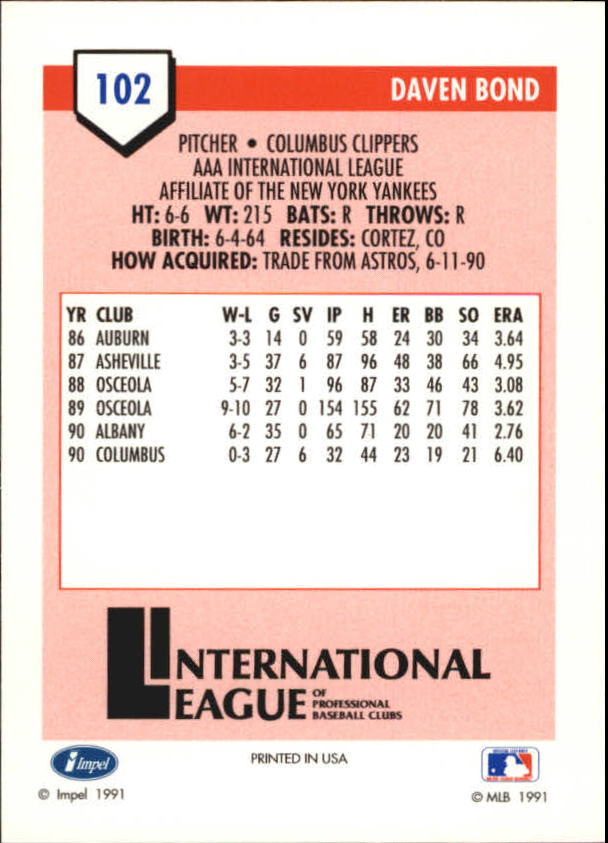 102
DAVEN BOND
PITCHER • COLUMBUS CLIPPERS
AAA INTERNATIONAL LEAGUE
AFFILIATE OF THE NEW YORK YANKEES
HT: 6-6 WT: 215 BATS: R THROWS: R
BIRTH: 6-4-64 RESIDES: CORTEZ, CO
HOW ACQUIRED: TRADE FROM ASTROS, 6-11-90
YR CLUB W-L G SV IP H ER BB SO ERA
86 AUBURN 3-3 14 0 59 58 24 30 34 3.64
87 ASHEVILLE 3-5 37 6 87 96 48 38 66 4.95
88 OSCEOLA 5-7 32 1 96 87 33 46 43 3.08
89 OSCEOLA 9-10 27 0 154 155 62 71 78 3.62
90 ALBANY 6-2 35 0 65 71 20 20 41 2.76
90 COLUMBUS 0-3 27 6 32 44 23 19 21 6.40
INTERNATIONAL
LEAGUE OF
PROFESSIONAL
BASEBALL CLUBS
Impel
PRINTED IN USA
© Impel 1991
© MLB 1991